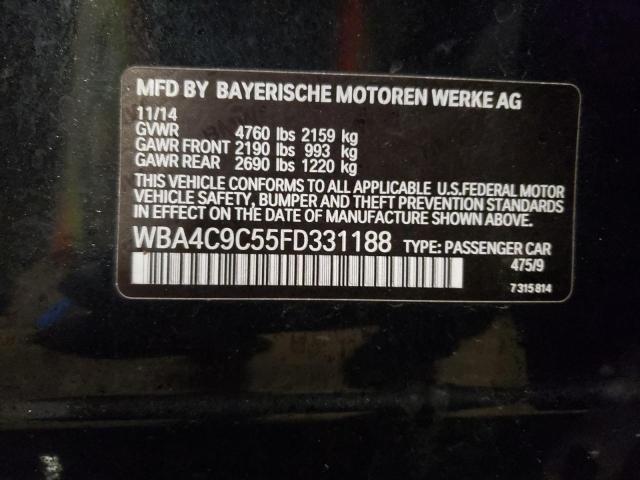 MFD BY BAYERISCHE MOTOREN WERKE AG
11/14
GVWR 4760 lbs 2159 kg
GAWR FRONT 2190 lbs 993 kg
GAWR REAR 2690 lbs 1220 kg
THIS VEHICLE CONFORMS TO ALL APPLICABLE U.S.FEDERAL MOTOR
VEHICLE SAFETY, BUMPER AND THEFT PREVENTION STANDARDS
IN EFFECT ON THE DATE OF MANUFACTURE SHOWN ABOVE.
WBA4C9C55FD331188 TYPE: PASSENGER CAR
475/9
7315814